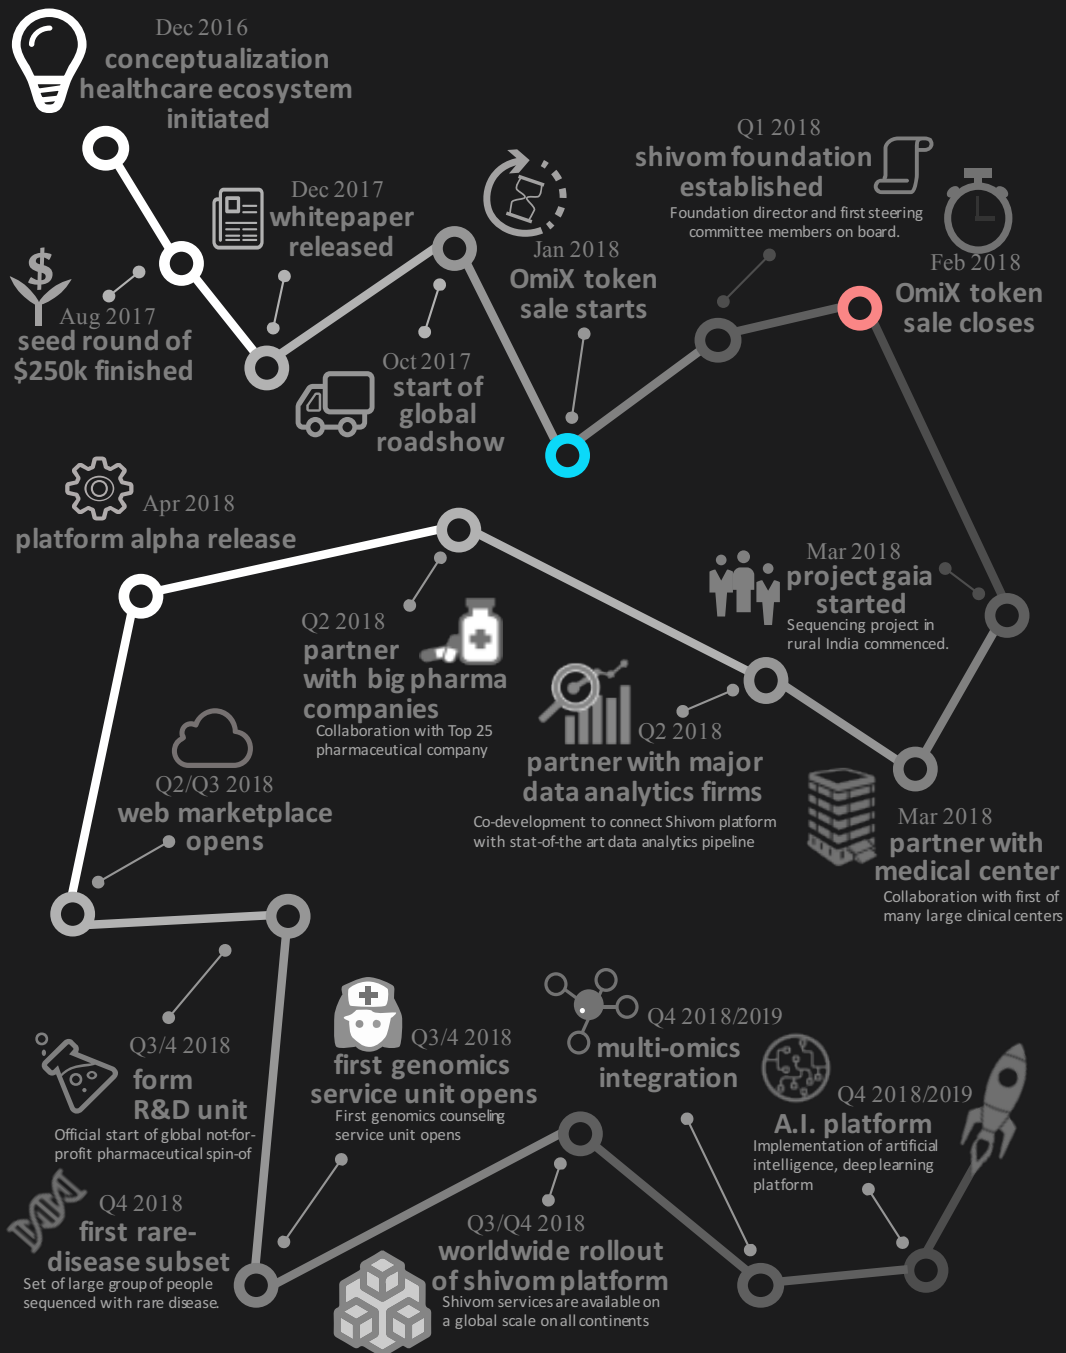 Dec 2016
conceptualization
healthcare ecosystem
initiated
Aug 2017
seed round of
$250k finished
Dec 2017
whitepaper
released
Oct 2017
start of
global
roadshow
Jan 2018
OmiX token
sale starts
Q1 2018
shivom foundation
established
Foundation director and first steering
committee members on board.
Feb 2018
OmiX token
sale closes
Mar 2018
project gaia
started
Sequencing project in
rural India commenced.
Mar 2018
partner with
medical center
Collaboration with first of
many large clinical centers
Q2 2018
partner with major
data analytics firms
Co-development to connect Shivom platform
with stat-of-the art data analytics pipeline
Q2 2018
partner
with big pharma
companies
Collaboration with Top 25
pharmaceutical company
Apr 2018
platform alpha release
Q2/Q3 2018
web marketplace
opens
Q3/4 2018
form
R&D unit
Official start of global not-for-
profit pharmaceutical spin-of
Q4 2018
first rare-
disease subset
Set of large group of people
sequenced with rare disease.
Q3/4 2018
first genomics
service unit opens
First genomics counseling
service unit opens
Q3/Q4 2018
worldwide rollout
of shivom platform
Shivom services are available on
a global scale on all continents
Q4 2018/2019
multi-omics
integration
Q4 2018/2019
A.I. platform
Implementation of artificial
intelligence, deep learning
platform